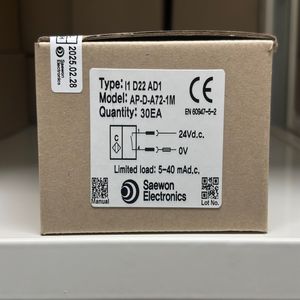 2025.02.28
Saewon
Electronics
Type: I1 D22 AD1
Model: AP-D-A72-1M
Quantity: 30EA
CE
EN 60947-5-2
C
24Vd.c.
0V
Limited load: 5-40 mAd,c.
Saewon
Electronics
Manual
Lot No.